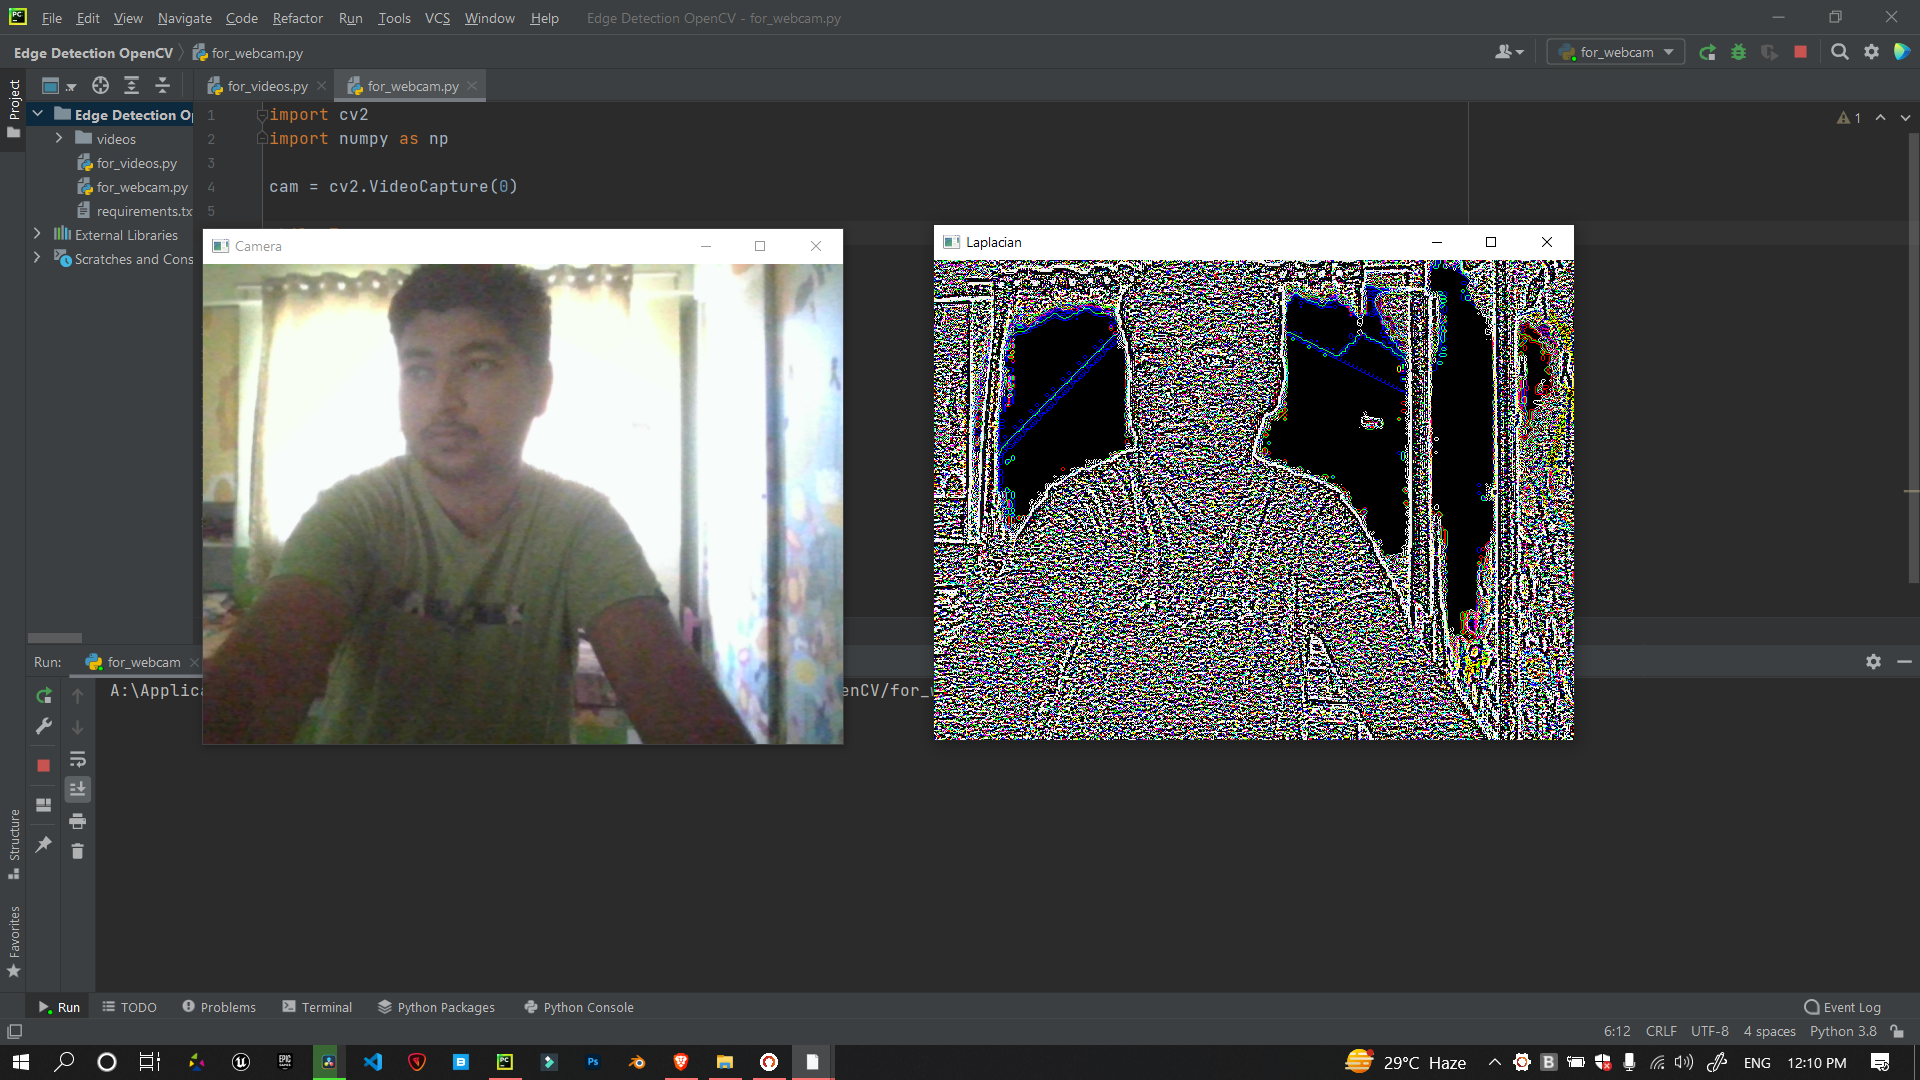 File Edit View Navigate Code Refactor Run Tools VCS Window Help Edge Detection OpenCV - for_webcam.py
Edge Detection OpenCV for_webcam.py for_webcam
Project
for_videos.py for_webcam.py
Edge Detection Op
videos
for_videos.py
for_webcam.py
requirements.tx
External Libraries
Scratches and Cons
1 import cv2
2 import numpy as np
3
4 cam = cv2.VideoCapture(0)
5
1
Camera
Laplacian
Run: for_webcam
A:\Applica
enCV/for_w
Structure
Favorites
Run TODO Problems Terminal Python Packages Python Console Event Log
6:12 CRLF UTF-8 4 spaces Python 3.8
29°C Haze ENG 12:10 PM